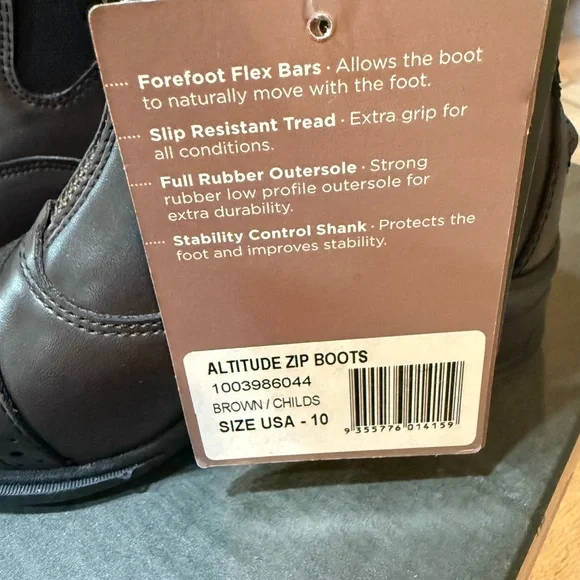 Forefoot Flex Bars · Allows the boot
to naturally move with the foot.
Slip Resistant Tread · Extra grip for
all conditions.
Full Rubber Outersole · Strong
rubber low profile outersole for
extra durability.
Stability Control Shank · Protects the
foot and improves stability.
ALTITUDE ZIP BOOTS
1003986044
BROWN / CHILDS
SIZE USA - 10
9 355776 014159